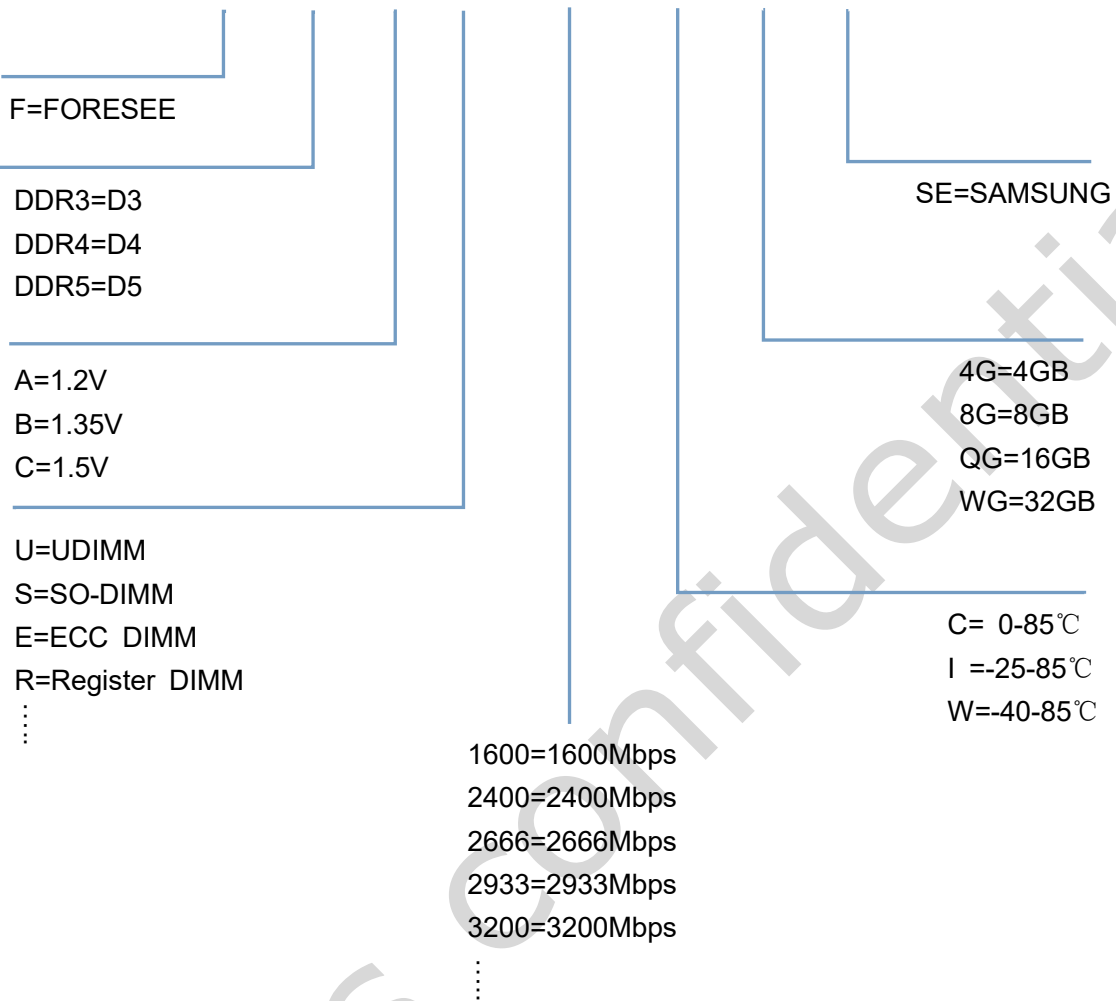 F=FORESEE
DDR3=D3
DDR4=D4
DDR5=D5
A=1.2V
B=1.35V
C=1.5V
U=UDIMM
S=SO-DIMM
E=ECC DIMM
R=Register DIMM
⋮
1600=1600Mbps
2400=2400Mbps
2666=2666Mbps
2933=2933Mbps
3200=3200Mbps
⋮
C= 0-85℃
I =-25-85℃
W=-40-85℃
4G=4GB
8G=8GB
QG=16GB
WG=32GB
SE=SAMSUNG
s confidentia